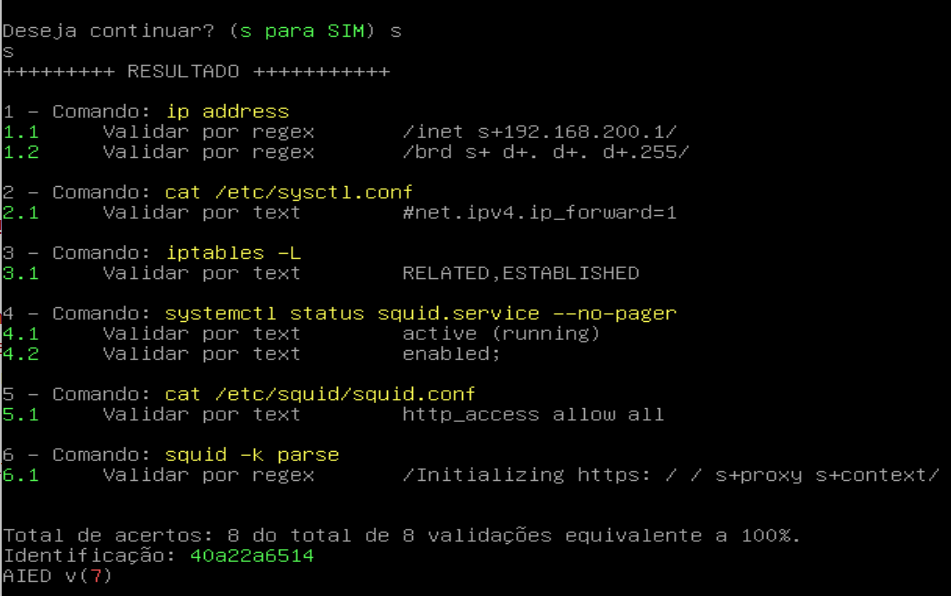 Deseja continuar? (s para SIM) s
s
+++++++++ RESULTADO +++++++++++
1 - Comando: ip address
1.1 Validar por regex /inet s+192.168.200.1/
1.2 Validar por regex /brd s+ d+. d+. d+.255/
2 - Comando: cat /etc/sysctl.conf
2.1 Validar por text #net.ipv4.ip_forward=1
3 - Comando: iptables -L
3.1 Validar por text RELATED,ESTABLISHED
4 - Comando: systemctl status squid.service --no-pager
4.1 Validar por text active (running)
4.2 Validar por text enabled;
5 - Comando: cat /etc/squid/squid.conf
5.1 Validar por text http_access allow all
6 - Comando: squid -k parse
6.1 Validar por regex /Initializing https: / / s+proxy s+context/
Total de acertos: 8 do total de 8 validações equivalente a 100%.
Identificação: 40a22a6514
AIED v(7)